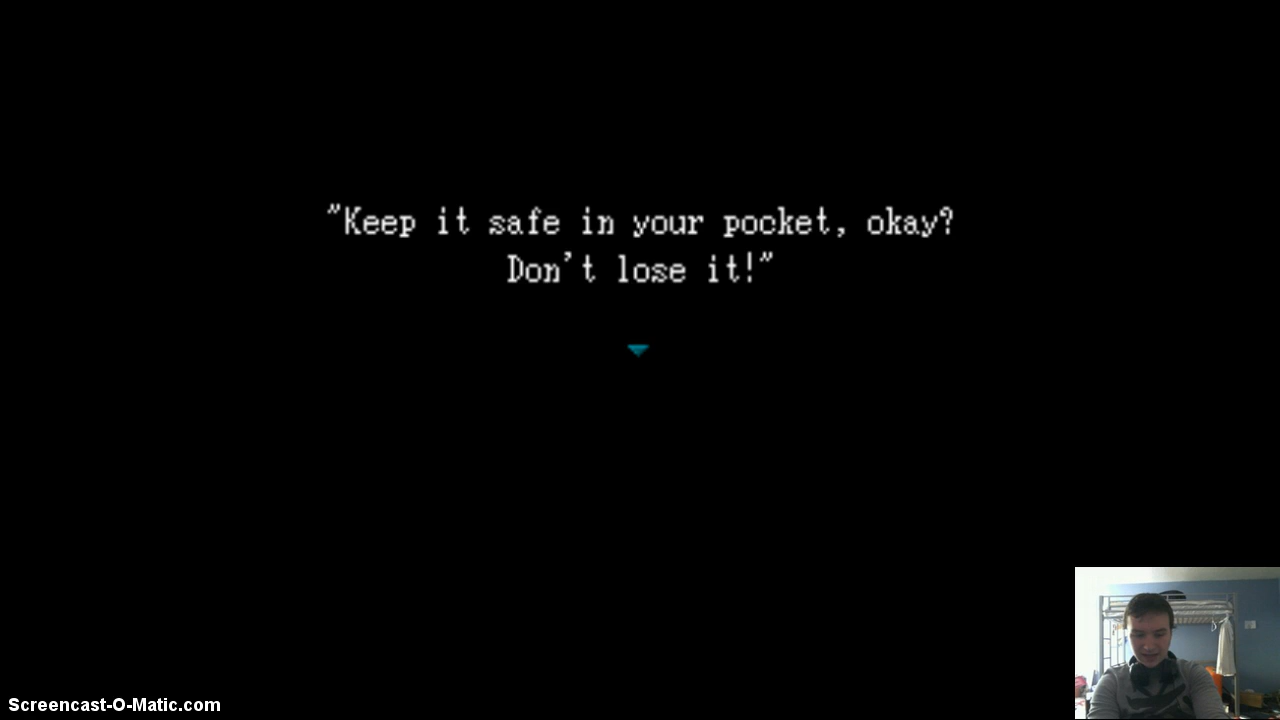 "Keep it safe in your pocket, okay?
Don't lose it!"
Screencast-O-Matic.com